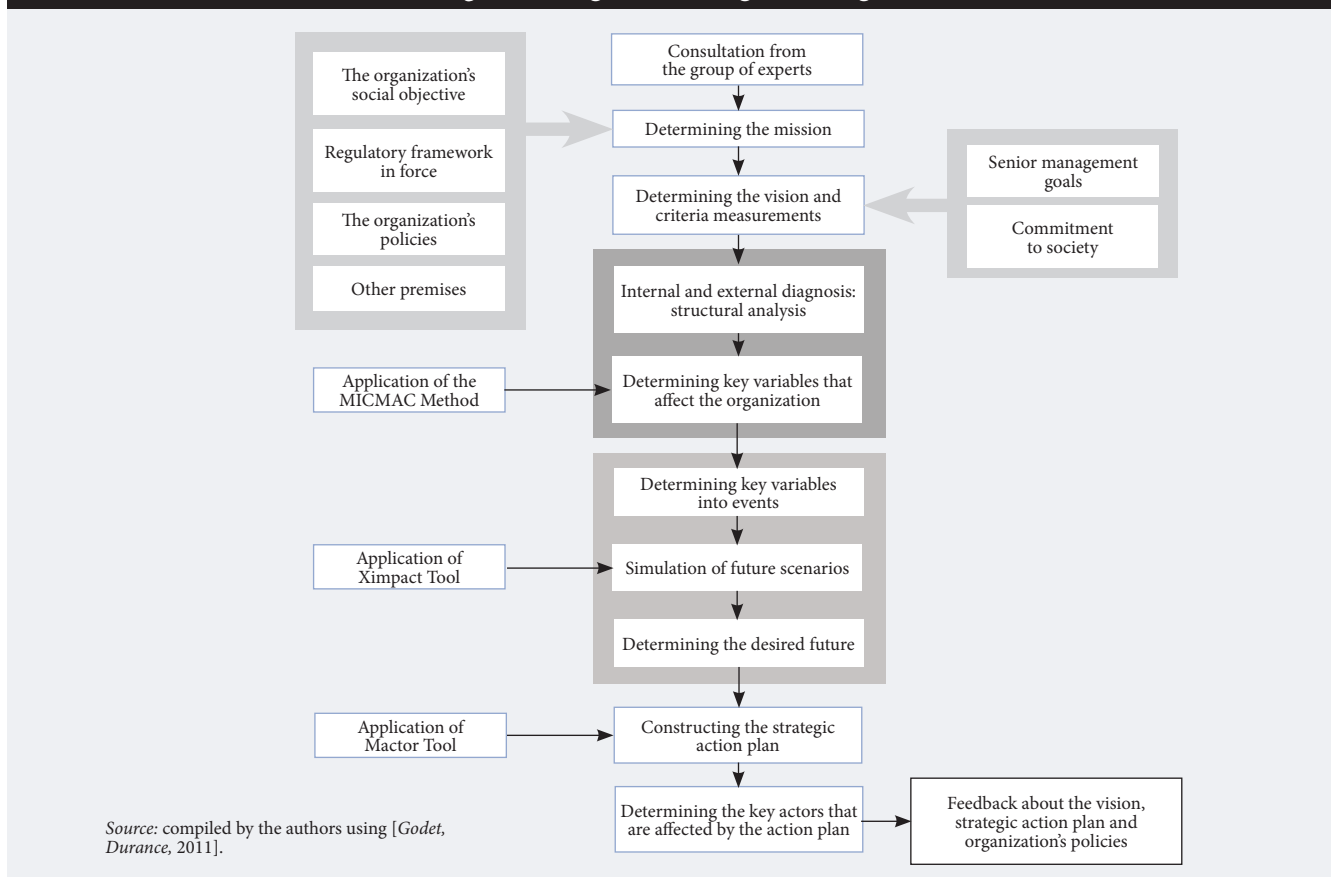 Consultation from
the group of experts
The organization's
social objective
Regulatory framework
in force
The organization's
policies
Other premises
Determining the mission
Determining the vision and
criteria measurements
Senior management
goals
Commitment
to society
Internal and external diagnosis:
structural analysis
Application of the
MICMAC Method
Determining key variables that
affect the organization
Determining key variables
into events
Application of
Ximpact Tool
Simulation of future scenarios
Determining the desired future
Application of
Mactor Tool
Constructing the strategic
action plan
Determining the key actors that
are affected by the action plan
Feedback about the vision,
strategic action plan and
organization's policies
Source: compiled by the authors using [Godet,
Durance, 2011].